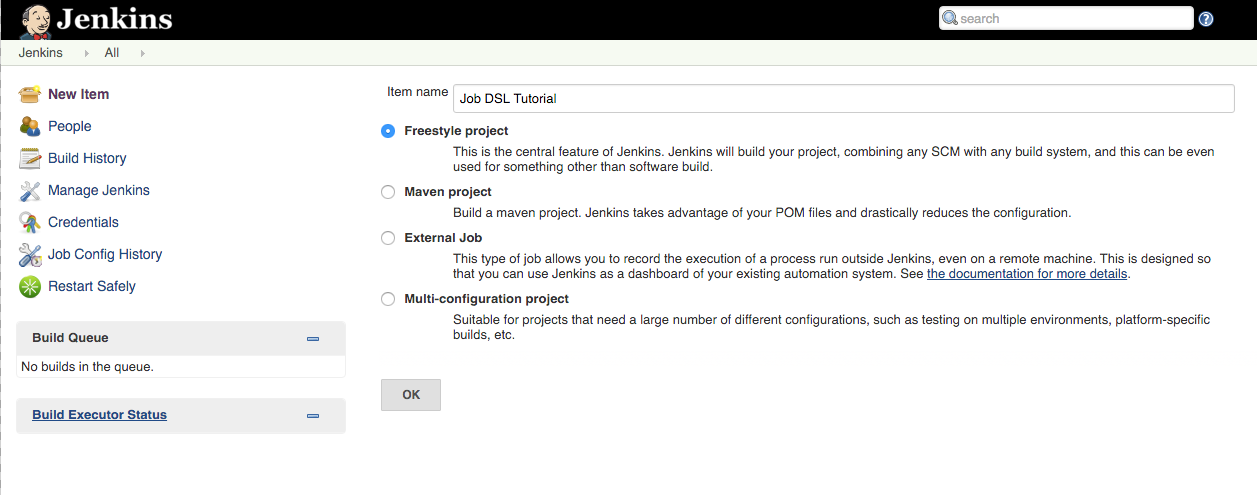 Jenkins
search
Jenkins All
New Item
People
Build History
Manage Jenkins
Credentials
Job Config History
Restart Safely
Build Queue
No builds in the queue.
Build Executor Status
Item name Job DSL Tutorial
Freestyle project
This is the central feature of Jenkins. Jenkins will build your project, combining any SCM with any build system, and this can be even
used for something other than software build.
Maven project
Build a maven project. Jenkins takes advantage of your POM files and drastically reduces the configuration.
External Job
This type of job allows you to record the execution of a process run outside Jenkins, even on a remote machine. This is designed so
that you can use Jenkins as a dashboard of your existing automation system. See the documentation for more details.
Multi-configuration project
Suitable for projects that need a large number of different configurations, such as testing on multiple environments, platform-specific
builds, etc.
OK